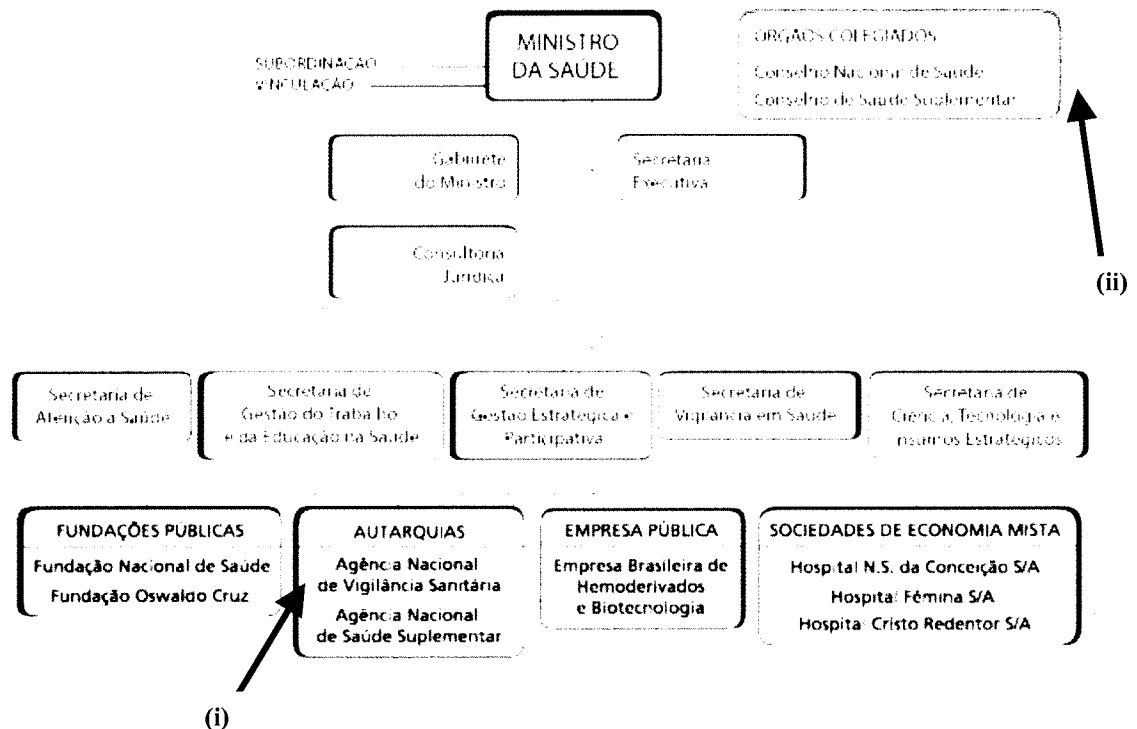 MINISTRO
DA SAÚDE
SUBORDINAÇÃO
VINCULAÇÃO
ÓRGÃOS COLEGIADOS
Conselho Nacional de Saúde
Conselho de Saúde Suplementar
(ii)
Gabinete
do Ministro
Secretaria
Executiva
Consultoria
Jurídica
Secretaria de
Atenção à Saúde
Secretaria de
Gestão do Trabalho
e da Educação na Saúde
Secretaria de
Gestão Estratégica e
Participativa
Secretaria de
Vigilância em Saúde
Secretaria de
Ciência, Tecnologia e
Insumos Estratégicos
FUNDAÇÕES PÚBLICAS
Fundação Nacional de Saúde
Fundação Oswaldo Cruz
AUTARQUIAS
Agência Nacional
de Vigilância Sanitária
Agência Nacional
de Saúde Suplementar
EMPRESA PÚBLICA
Empresa Brasileira de
Hemoderivados
e Biotecnologia
SOCIEDADES DE ECONOMIA MISTA
Hospital N.S. da Conceição S/A
Hospital Fêmina S/A
Hospital Cristo Redentor S/A
(i)